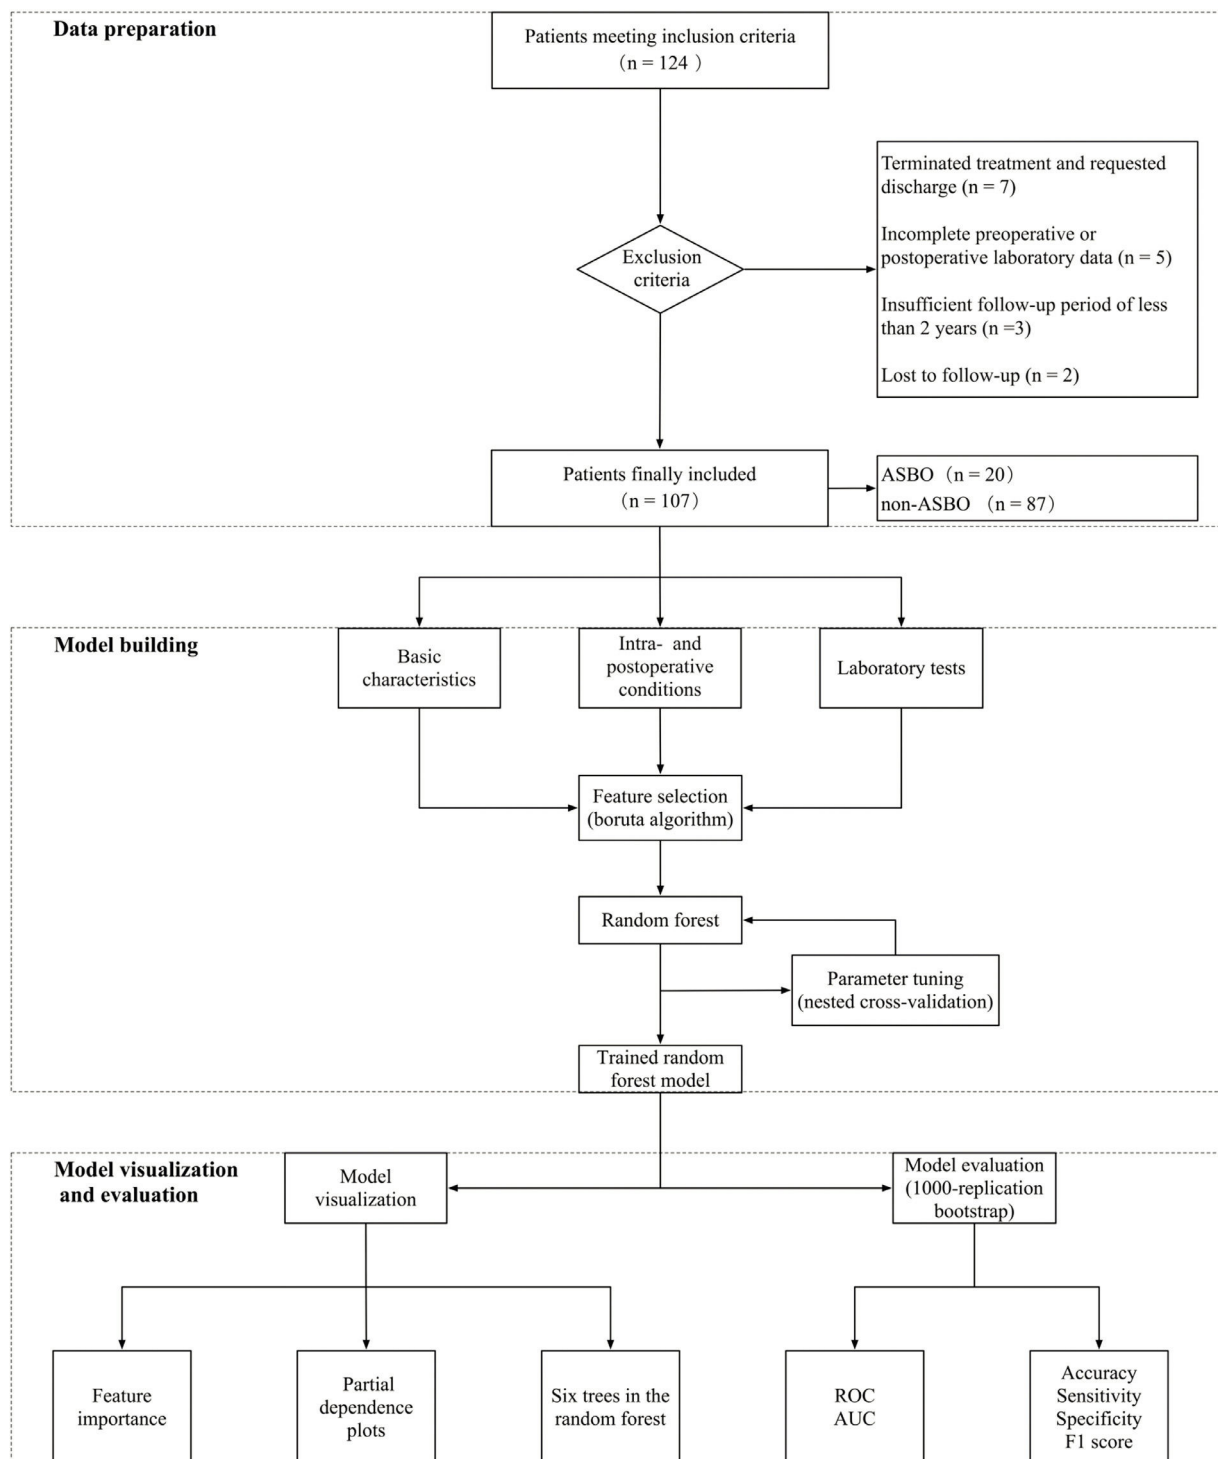 Data preparation
Patients meeting inclusion criteria
(n = 124 )
Terminated treatment and requested
discharge (n = 7)
Incomplete preoperative or
postoperative laboratory data (n = 5)
Insufficient follow-up period of less
than 2 years (n =3)
Lost to follow-up (n = 2)
Exclusion
criteria
Patients finally included
(n = 107)
ASBO (n = 20)
non-ASBO (n = 87)
Model building
Basic
characteristics
Intra- and
postoperative
conditions
Laboratory tests
Feature selection
(boruta algorithm)
Random forest
Parameter tuning
(nested cross-validation)
Trained random
forest model
Model visualization
and evaluation
Model
visualization
Model evaluation
(1000-replication
bootstrap)
Feature
importance
Partial
dependence
plots
Six trees in the
random forest
ROC
AUC
Accuracy
Sensitivity
Specificity
F1 score